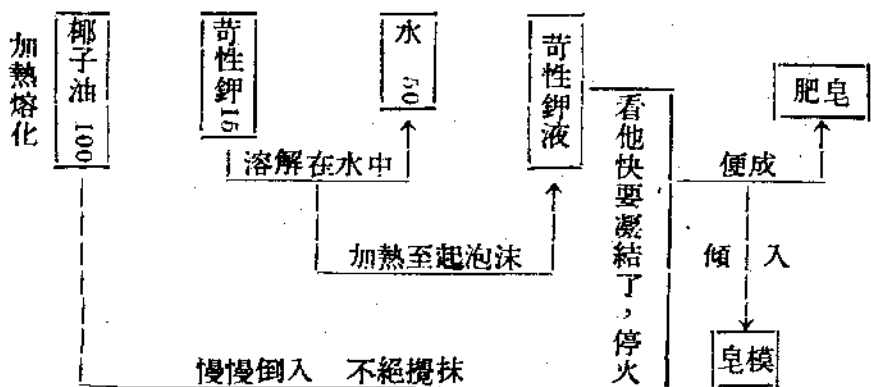 加熱熔化
椰子油 100
苛性鉀 15
水 50
苛性鉀液
溶解在水中
加熱至起泡沫
慢慢倒入 不絕攪抹
看他快要凝結了，停火
便成
肥皂
傾入
皂模